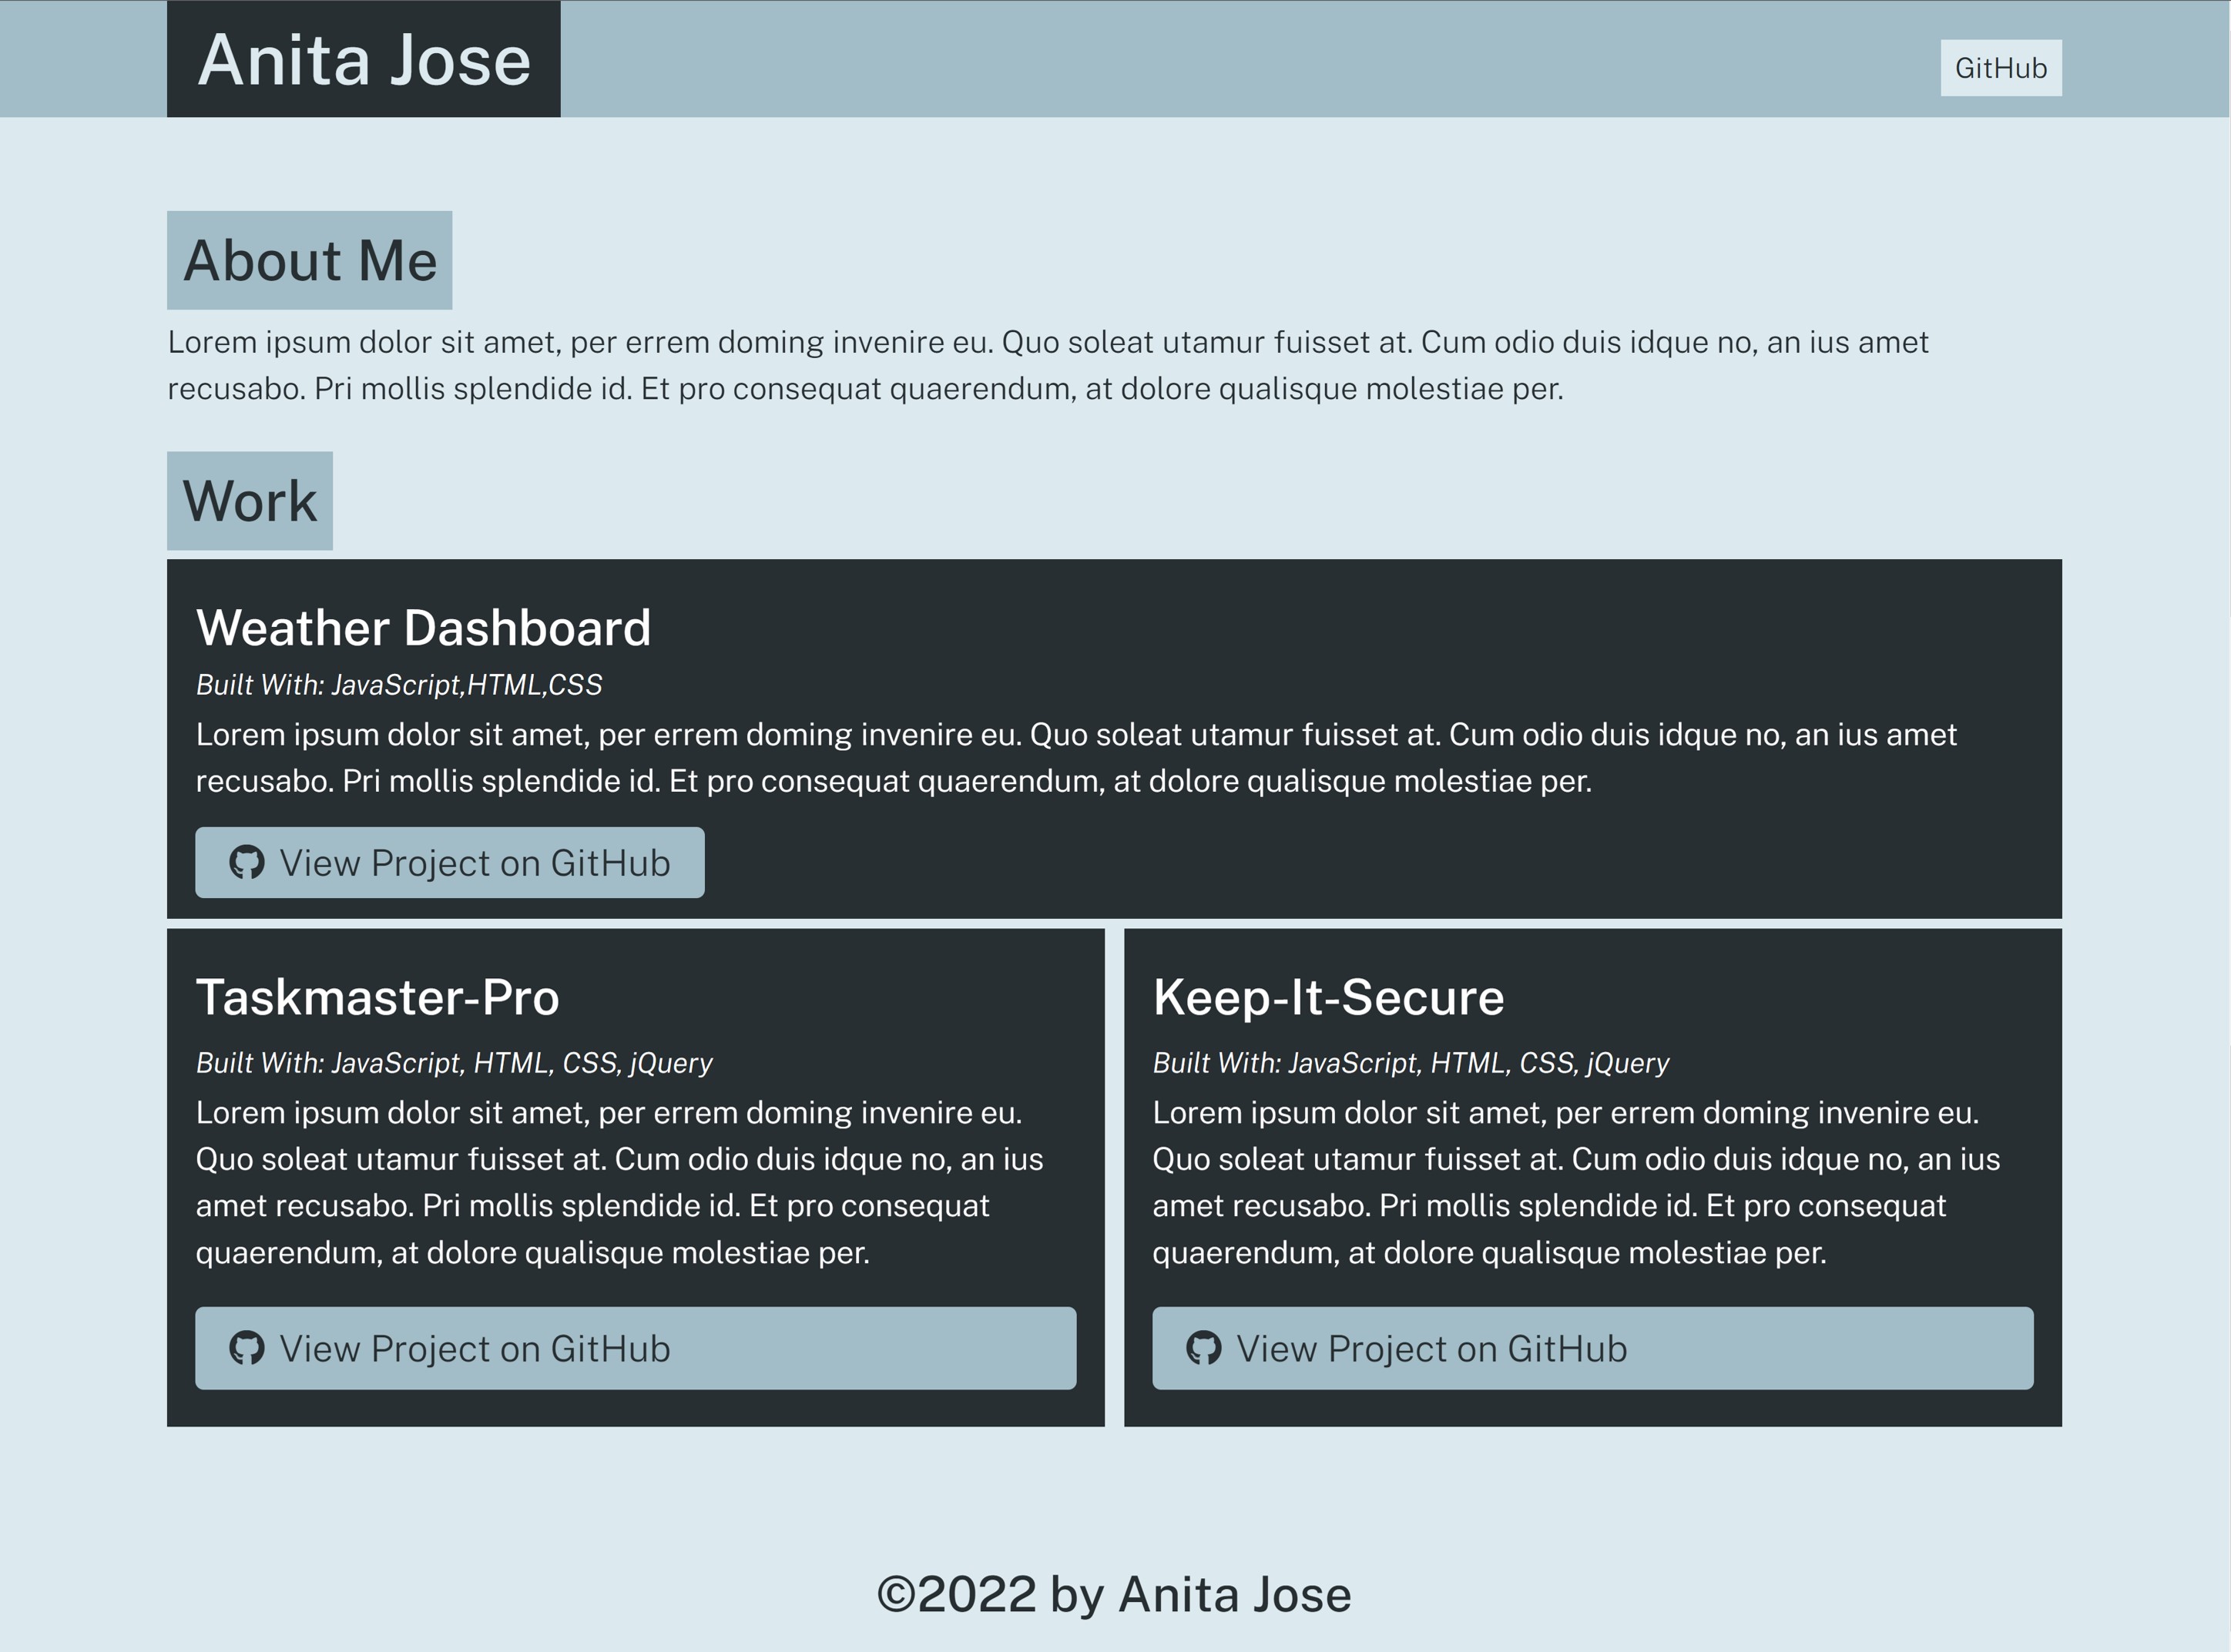 Anita Jose
GitHub
About Me
Lorem ipsum dolor sit amet, per errem doming invenire eu. Quo soleat utamur fuisset at. Cum odio duis idque no, an ius amet
recusabo. Pri mollis splendide id. Et pro consequat quaerendum, at dolore qualisque molestiae per.
Work
Weather Dashboard
Built With: JavaScript,HTML,CSS
Lorem ipsum dolor sit amet, per errem doming invenire eu. Quo soleat utamur fuisset at. Cum odio duis idque no, an ius amet
recusabo. Pri mollis splendide id. Et pro consequat quaerendum, at dolore qualisque molestiae per.
View Project on GitHub
Taskmaster-Pro
Built With: JavaScript, HTML, CSS, jQuery
Lorem ipsum dolor sit amet, per errem doming invenire eu.
Quo soleat utamur fuisset at. Cum odio duis idque no, an ius
amet recusabo. Pri mollis splendide id. Et pro consequat
quaerendum, at dolore qualisque molestiae per.
View Project on GitHub
Keep-It-Secure
Built With: JavaScript, HTML, CSS, jQuery
Lorem ipsum dolor sit amet, per errem doming invenire eu.
Quo soleat utamur fuisset at. Cum odio duis idque no, an ius
amet recusabo. Pri mollis splendide id. Et pro consequat
quaerendum, at dolore qualisque molestiae per.
View Project on GitHub
©2022 by Anita Jose